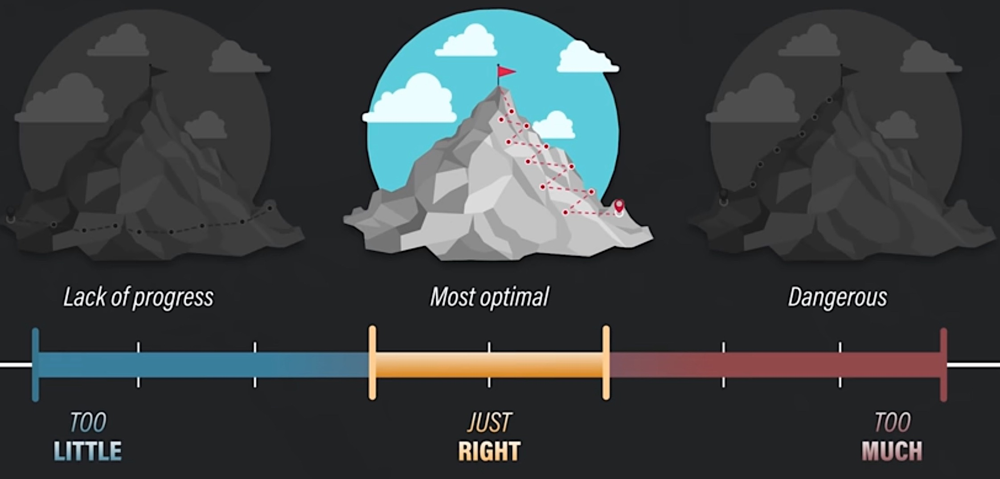 Lack of progress
Most optimal
Dangerous
TOO
LITTLE
JUST
RIGHT
TOO
MUCH